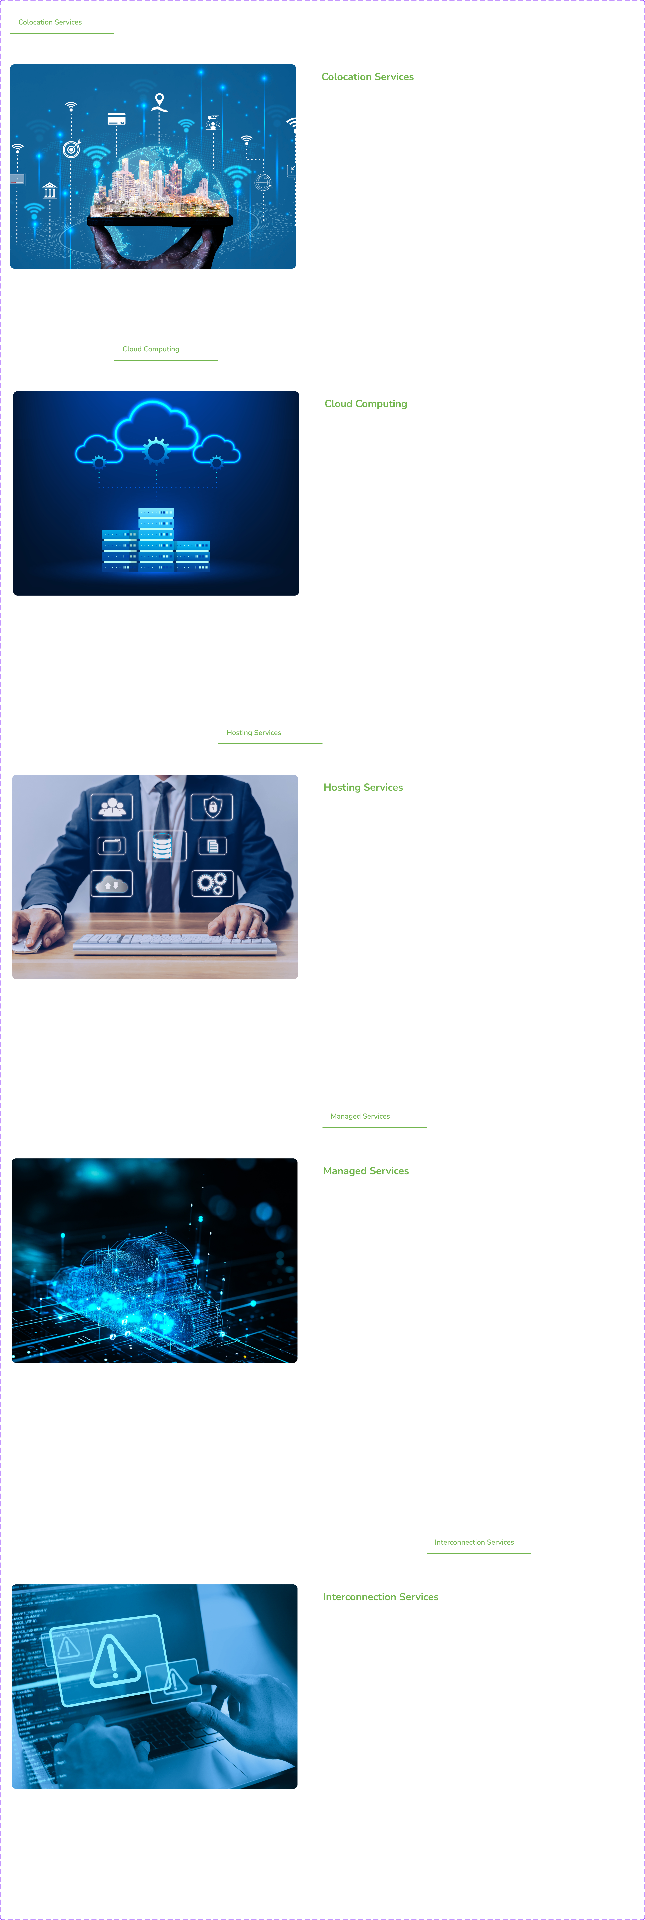 Colocation Services
Colocation Services
Cloud Computing
Cloud Computing
Hosting Services
Hosting Services
Managed Services
Managed Services
Interconnection Services
Interconnection Services